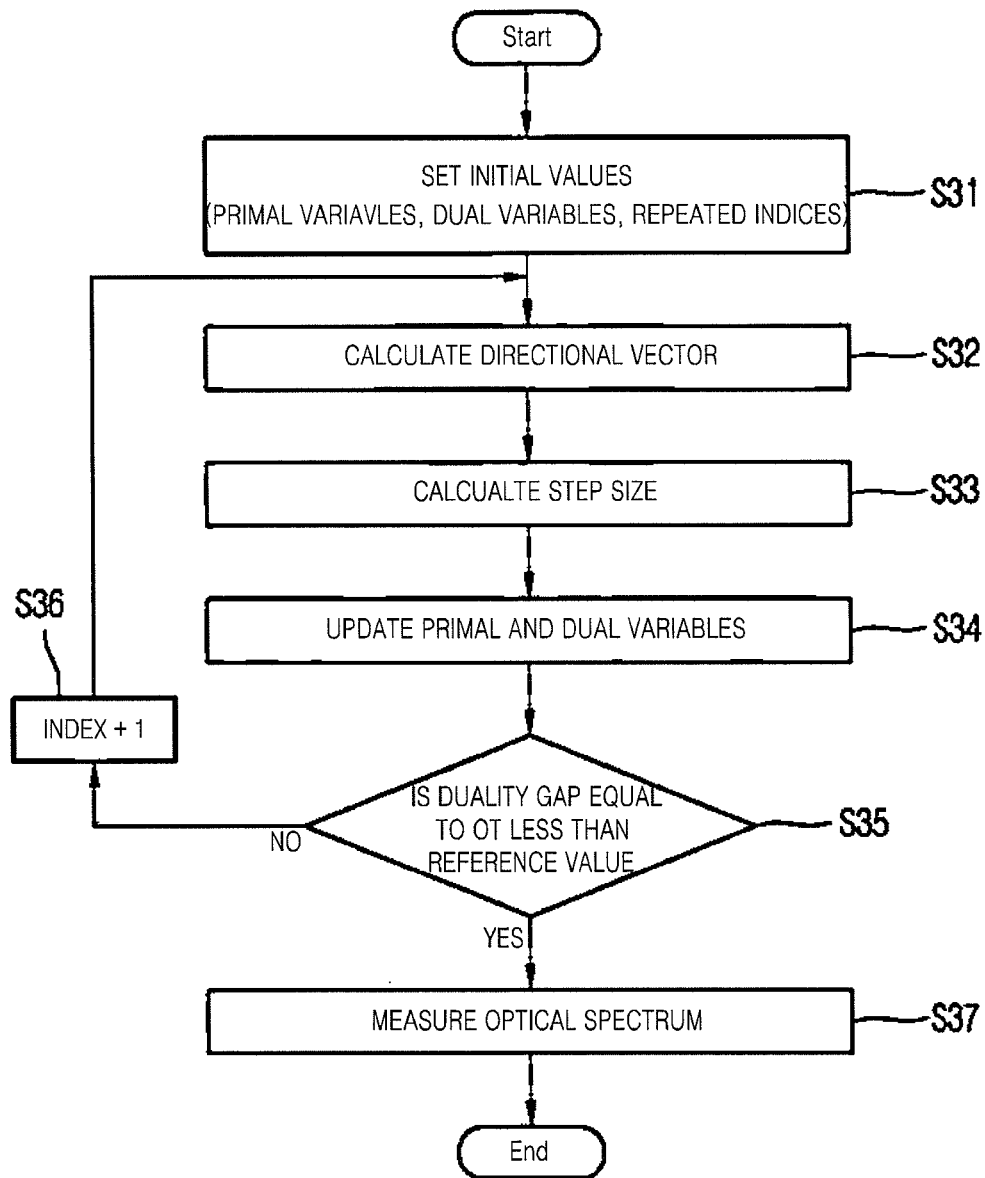 Start
SET INITIAL VALUES
(PRIMAL VARIAVLES, DUAL VARIABLES, REPEATED INDICES)
S31
CALCULATE DIRECTIONAL VECTOR
S32
CALCUALTE STEP SIZE
S33
S36
UPDATE PRIMAL AND DUAL VARIABLES
S34
INDEX + 1
IS DUALITY GAP EQUAL
TO OT LESS THAN
REFERENCE VALUE
S35
NO
YES
MEASURE OPTICAL SPECTRUM
S37
End